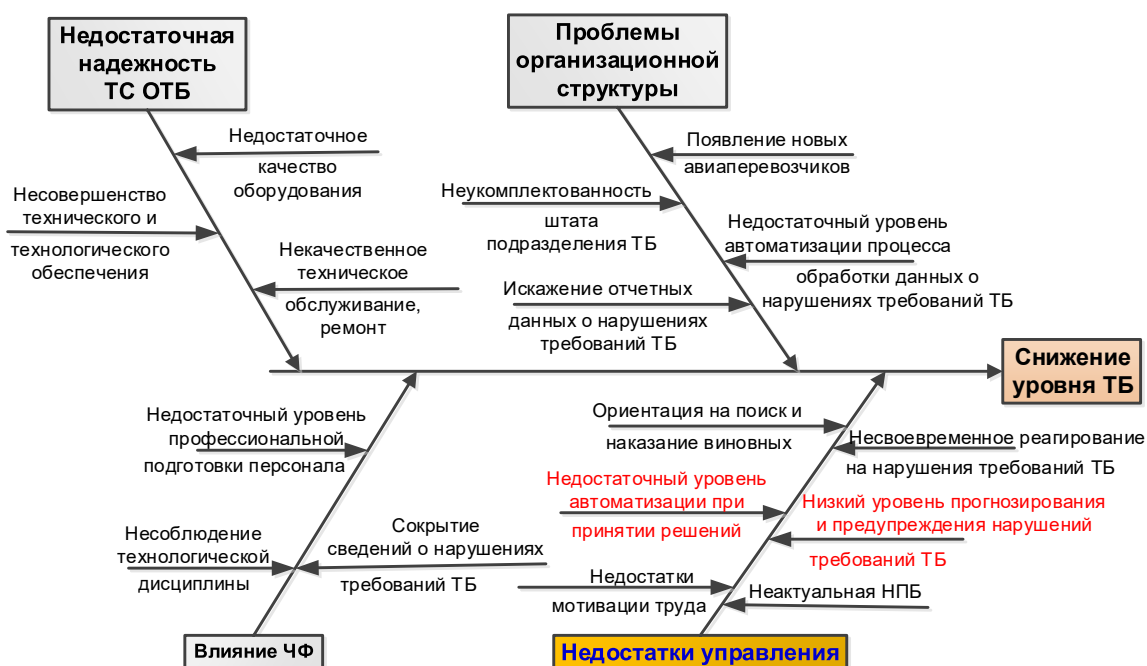 Недостаточная
надежность
ТС ОТБ
Проблемы
организационной
структуры
Недостаточное
качество
оборудования
Несовершенство
технического и
технологического
обеспечения
Некачественное
техническое
обслуживание,
ремонт
Появление новых
авиаперевозчиков
Неукомплектованность
штата
подразделения ТБ
Недостаточный уровень
автоматизации процесса
обработки данных о
нарушениях требований ТБ
Искажение отчетных
данных о нарушениях
требований ТБ
Снижение
уровня ТБ
Недостаточный уровень
профессиональной
подготовки персонала
Несоблюдение
технологической
дисциплины
Сокрытие
сведений о нарушениях
требований ТБ
Ориентация на поиск и
наказание виновных
Несвоевременное реагирование
на нарушения требований ТБ
Недостаточный уровень
автоматизации при
принятии решений
Низкий уровень прогнозирования
и предупреждения нарушений
требований ТБ
Недостатки
мотивации труда
Неактуальная НПБ
Влияние ЧФ
Недостатки управления